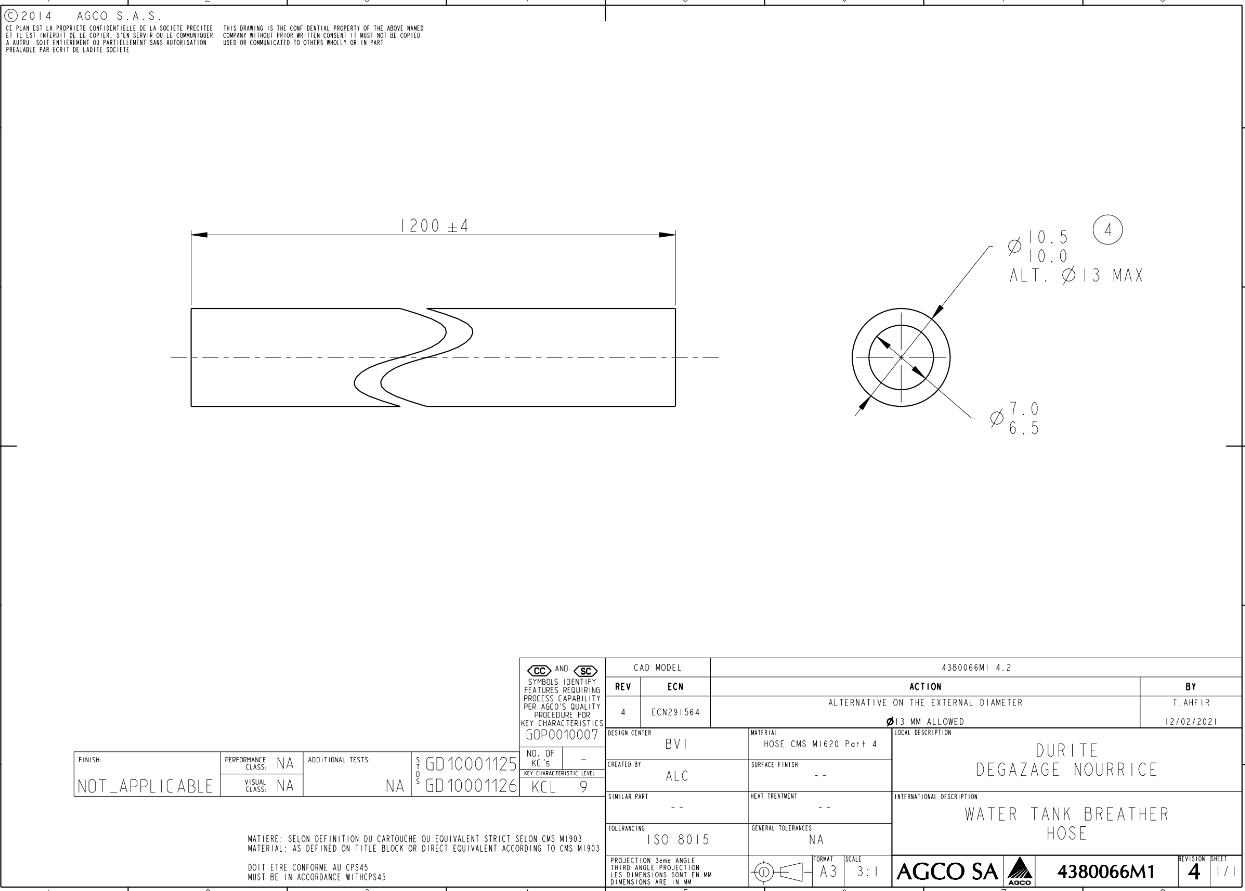 ©2014 AGCO S.A.S.
CE PLAN EST LA PROPRIETE CONFIDENTIELLE DE LA SOCIETE PRECITEE
ET IL EST INTERDIT DE LE COPIER, S'EN SERVIR OU LE COMMUNIQUER
A AUTRUI SOIT ENTIEREMENT OU PARTIELLEMENT SANS AUTORISATION
PREALABLE PAR ECRIT DE LADITE SOCIETE
THIS DRAWING IS THE CONFIDENTIAL PROPERTY OF THE ABOVE NAMED
COMPANY WITHOUT PRIOR WRITTEN CONSENT IT MUST NOT BE COPIED
USED OR COMMUNICATED TO OTHERS WHOLLY OR IN PART
1200 ±4
Ø 10.5
10.0
4
ALT. Ø13 MAX
Ø 7.0
6.5
CC AND SC
SYMBOLS IDENTIFY
FEATURES REQUIRING
PROCESS CAPABILITY
PER AGCO'S QUALITY
PROCEDURE FOR
KEY CHARACTERISTICS
GOP0010007
NO. OF
KC's
-
KEY CHARACTERISTIC LEVEL
KCL 9
CAD MODEL
4380066M1 4.2
REV ECN ACTION BY
4 ECN291564
ALTERNATIVE ON THE EXTERNAL DIAMETER
Ø13 MM ALLOWED
T.AHFIR
12/02/2021
DESIGN CENTER
BVI
MATERIAL
HOSE CMS M1620 Part 4
LOCAL DESCRIPTION
DURITE
DEGAZAGE NOURRICE
CREATED BY
ALC
SURFACE FINISH
--
SIMILAR PART
--
HEAT TREATMENT
--
INTERNATIONAL DESCRIPTION
WATER TANK BREATHER
HOSE
TOLERANCING
ISO 8015
GENERAL TOLERANCES
NA
FINISH:
NOT_APPLICABLE
PERFORMANCE
CLASS:
NA
VISUAL
CLASS:
NA
ADDITIONAL TESTS:
NA
STDS
GD10001125
GD10001126
MATIERE: SELON DEFINITION DU CARTOUCHE OU EQUIVALENT STRICT SELON CMS M1903
MATERIAL: AS DEFINED ON TITLE BLOCK OR DIRECT EQUIVALENT ACCORDING TO CMS M1903
DOIT ETRE CONFORME AU CPS45
MUST BE IN ACCORDANCE WITHCPS45
PROJECTION 3eme ANGLE
THIRD ANGLE PROJECTION
LES DIMENSIONS SONT EN MM
DIMENSIONS ARE IN MM
FORMAT
A3
SCALE
3:1
AGCO SA
AGCO
4380066M1
REVISION
4
SHEET
1/1